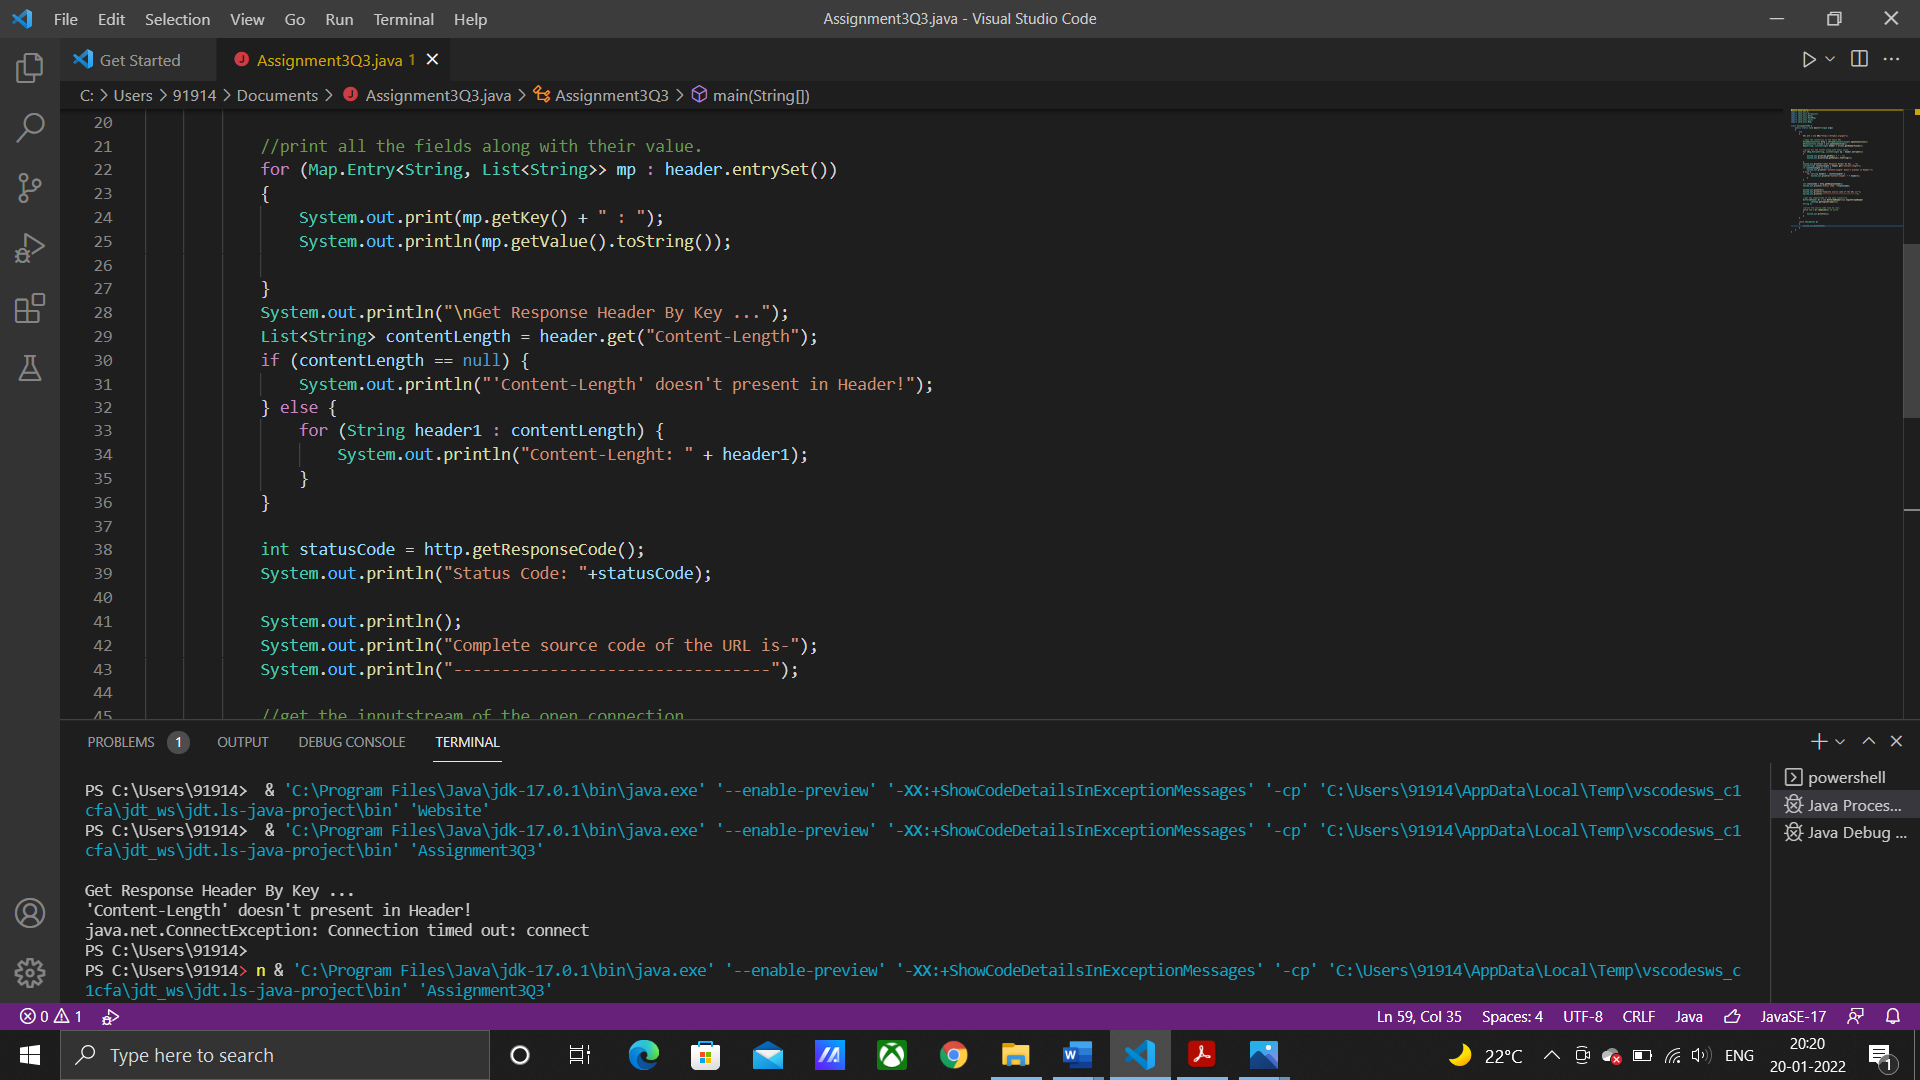 File Edit Selection View Go Run Terminal Help
Assignment3Q3.java - Visual Studio Code
Get Started
Assignment3Q3.java 1
C: > Users > 91914 > Documents > Assignment3Q3.java > Assignment3Q3 > main(String[])
20
21 //print all the fields along with their value.
22 for (Map.Entry<String, List<String>> mp : header.entrySet())
23 {
24 System.out.print(mp.getKey() + " : ");
25 System.out.println(mp.getValue().toString());
26
27 }
28 System.out.println("\nGet Response Header By Key ...");
29 List<String> contentLength = header.get("Content-Length");
30 if (contentLength == null) {
31 System.out.println("'Content-Length' doesn't present in Header!");
32 } else {
33 for (String header1 : contentLength) {
34 System.out.println("Content-Lenght: " + header1);
35 }
36 }
37
38 int statusCode = http.getResponseCode();
39 System.out.println("Status Code: "+statusCode);
40
41 System.out.println();
42 System.out.println("Complete source code of the URL is-");
43 System.out.println("---------------------------------");
44
45 //get the inputstream of the open connection
PROBLEMS 1 OUTPUT DEBUG CONSOLE TERMINAL
PS C:\Users\91914> & 'C:\Program Files\Java\jdk-17.0.1\bin\java.exe' '--enable-preview' '-XX:+ShowCodeDetailsInExceptionMessages' '-cp' 'C:\Users\91914\AppData\Local\Temp\vscodesws_c1
cfa\jdt_ws\jdt.ls-java-project\bin' 'Website'
PS C:\Users\91914> & 'C:\Program Files\Java\jdk-17.0.1\bin\java.exe' '--enable-preview' '-XX:+ShowCodeDetailsInExceptionMessages' '-cp' 'C:\Users\91914\AppData\Local\Temp\vscodesws_c1
cfa\jdt_ws\jdt.ls-java-project\bin' 'Assignment3Q3'
Get Response Header By Key ...
'Content-Length' doesn't present in Header!
java.net.ConnectException: Connection timed out: connect
PS C:\Users\91914>
PS C:\Users\91914> n & 'C:\Program Files\Java\jdk-17.0.1\bin\java.exe' '--enable-preview' '-XX:+ShowCodeDetailsInExceptionMessages' '-cp' 'C:\Users\91914\AppData\Local\Temp\vscodesws_c
1cfa\jdt_ws\jdt.ls-java-project\bin' 'Assignment3Q3'
powershell
Java Proces...
Java Debug ...
0 1
Ln 59, Col 35 Spaces: 4 UTF-8 CRLF Java JavaSE-17
Type here to search
22°C
ENG
20:20
20-01-2022
1